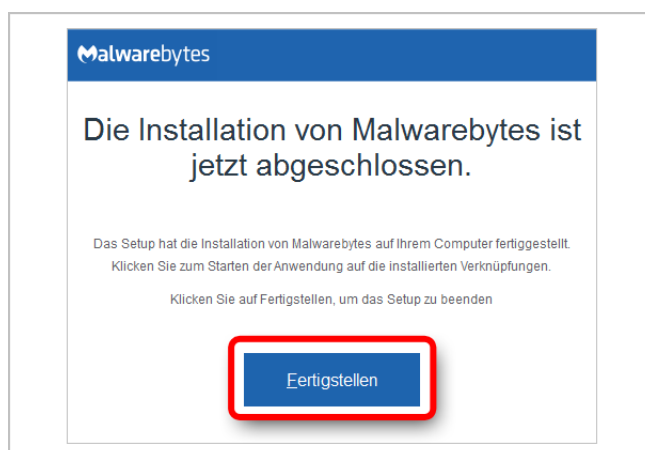 Malwarebytes
Die Installation von Malwarebytes ist
jetzt abgeschlossen.
Das Setup hat die Installation von Malwarebytes auf Ihrem Computer fertiggestellt.
Klicken Sie zum Starten der Anwendung auf die installierten Verknüpfungen.
Klicken Sie auf Fertigstellen, um das Setup zu beenden
Fertigstellen